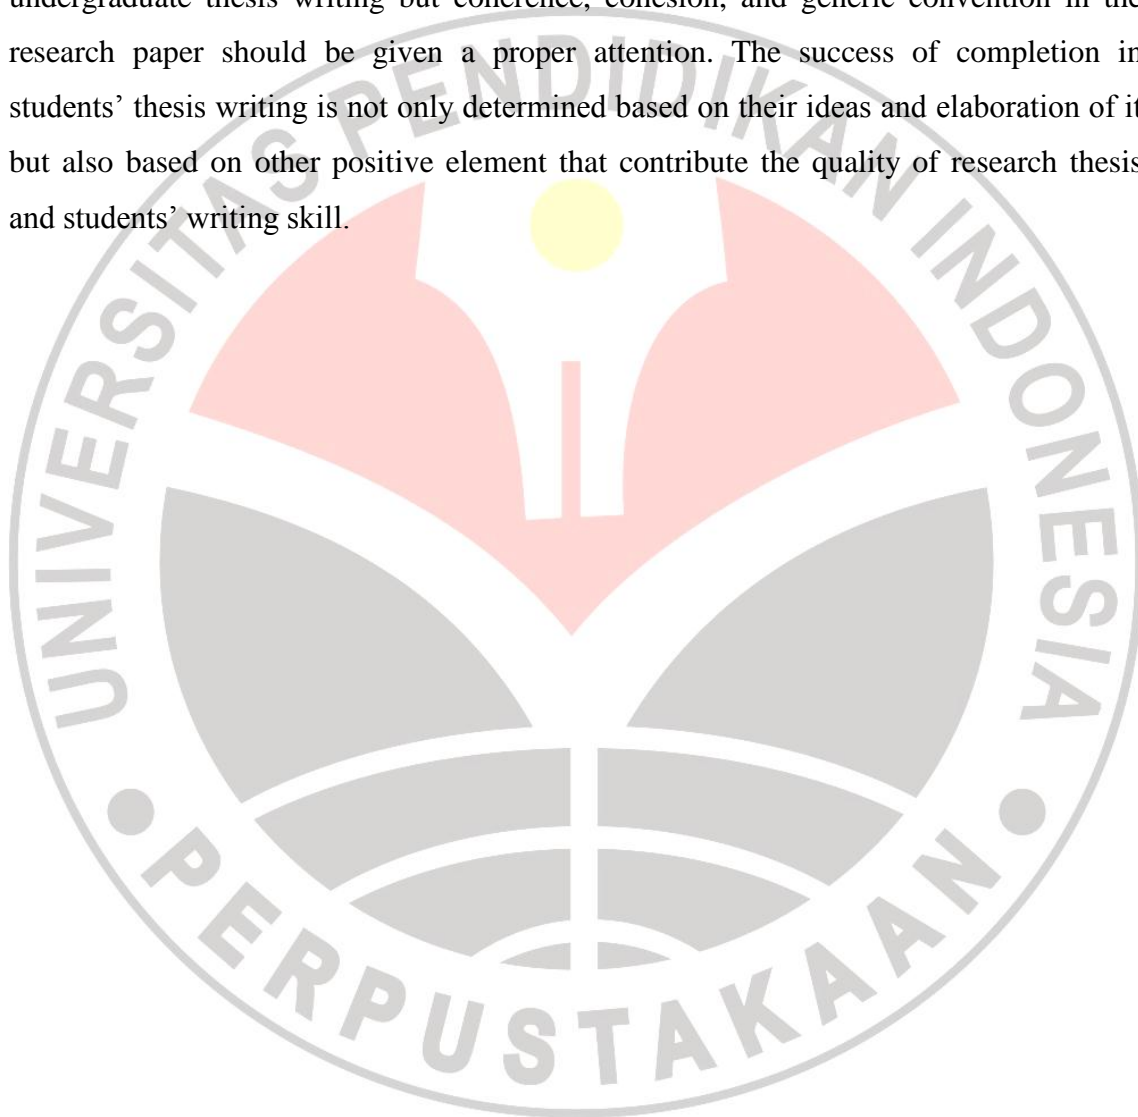 undergraduate thesis writing but coherence, cohesion, and generic convention in the
research paper should be given a proper attention. The success of completion in
students’ thesis writing is not only determined based on their ideas and elaboration of it
but also based on other positive element that contribute the quality of research thesis
and students’ writing skill.
UNIVERSITAS PENDIDIKAN INDONESIA
PERPUSTAKAAN